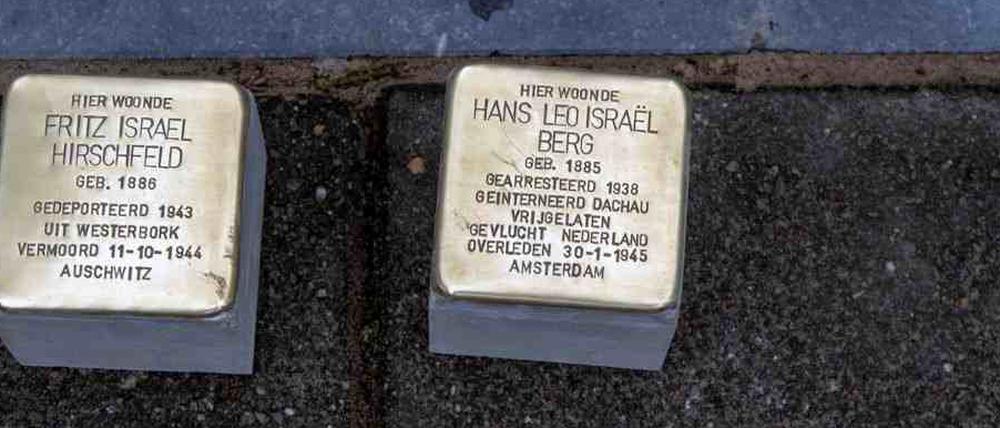 HIER WOONDE
FRITZ ISRAEL
HIRSCHFELD
GEB. 1886
GEDEPORTEERD 1943
UIT WESTERBORK
VERMOORD 11-10-1944
AUSCHWITZ
HIER WOONDE
HANS LEO ISRAËL
BERG
GEB. 1885
GEARRESTEERD 1938
GEINTERNEERD DACHAU
VRIJGELATEN
GEVLUCHT NEDERLAND
OVERLEDEN 30-1-1945
AMSTERDAM